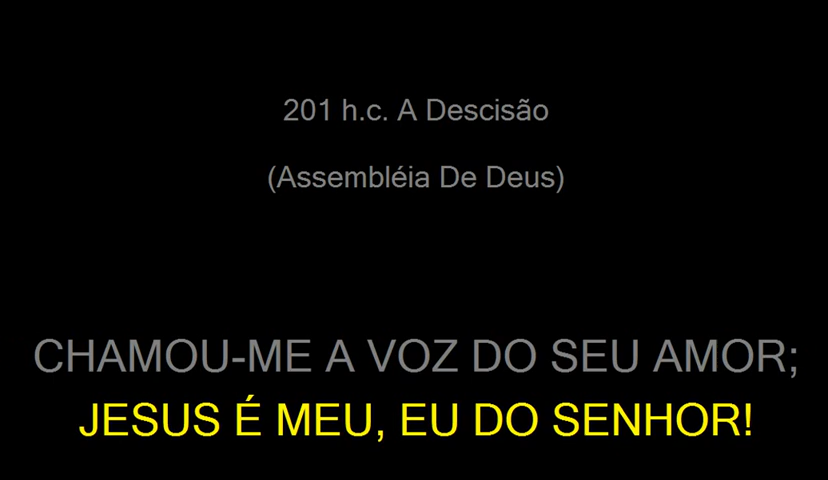 201 h.c. A Descisão
(Assembléia De Deus)
CHAMOU-ME A VOZ DO SEU AMOR;
JESUS É MEU, EU DO SENHOR!